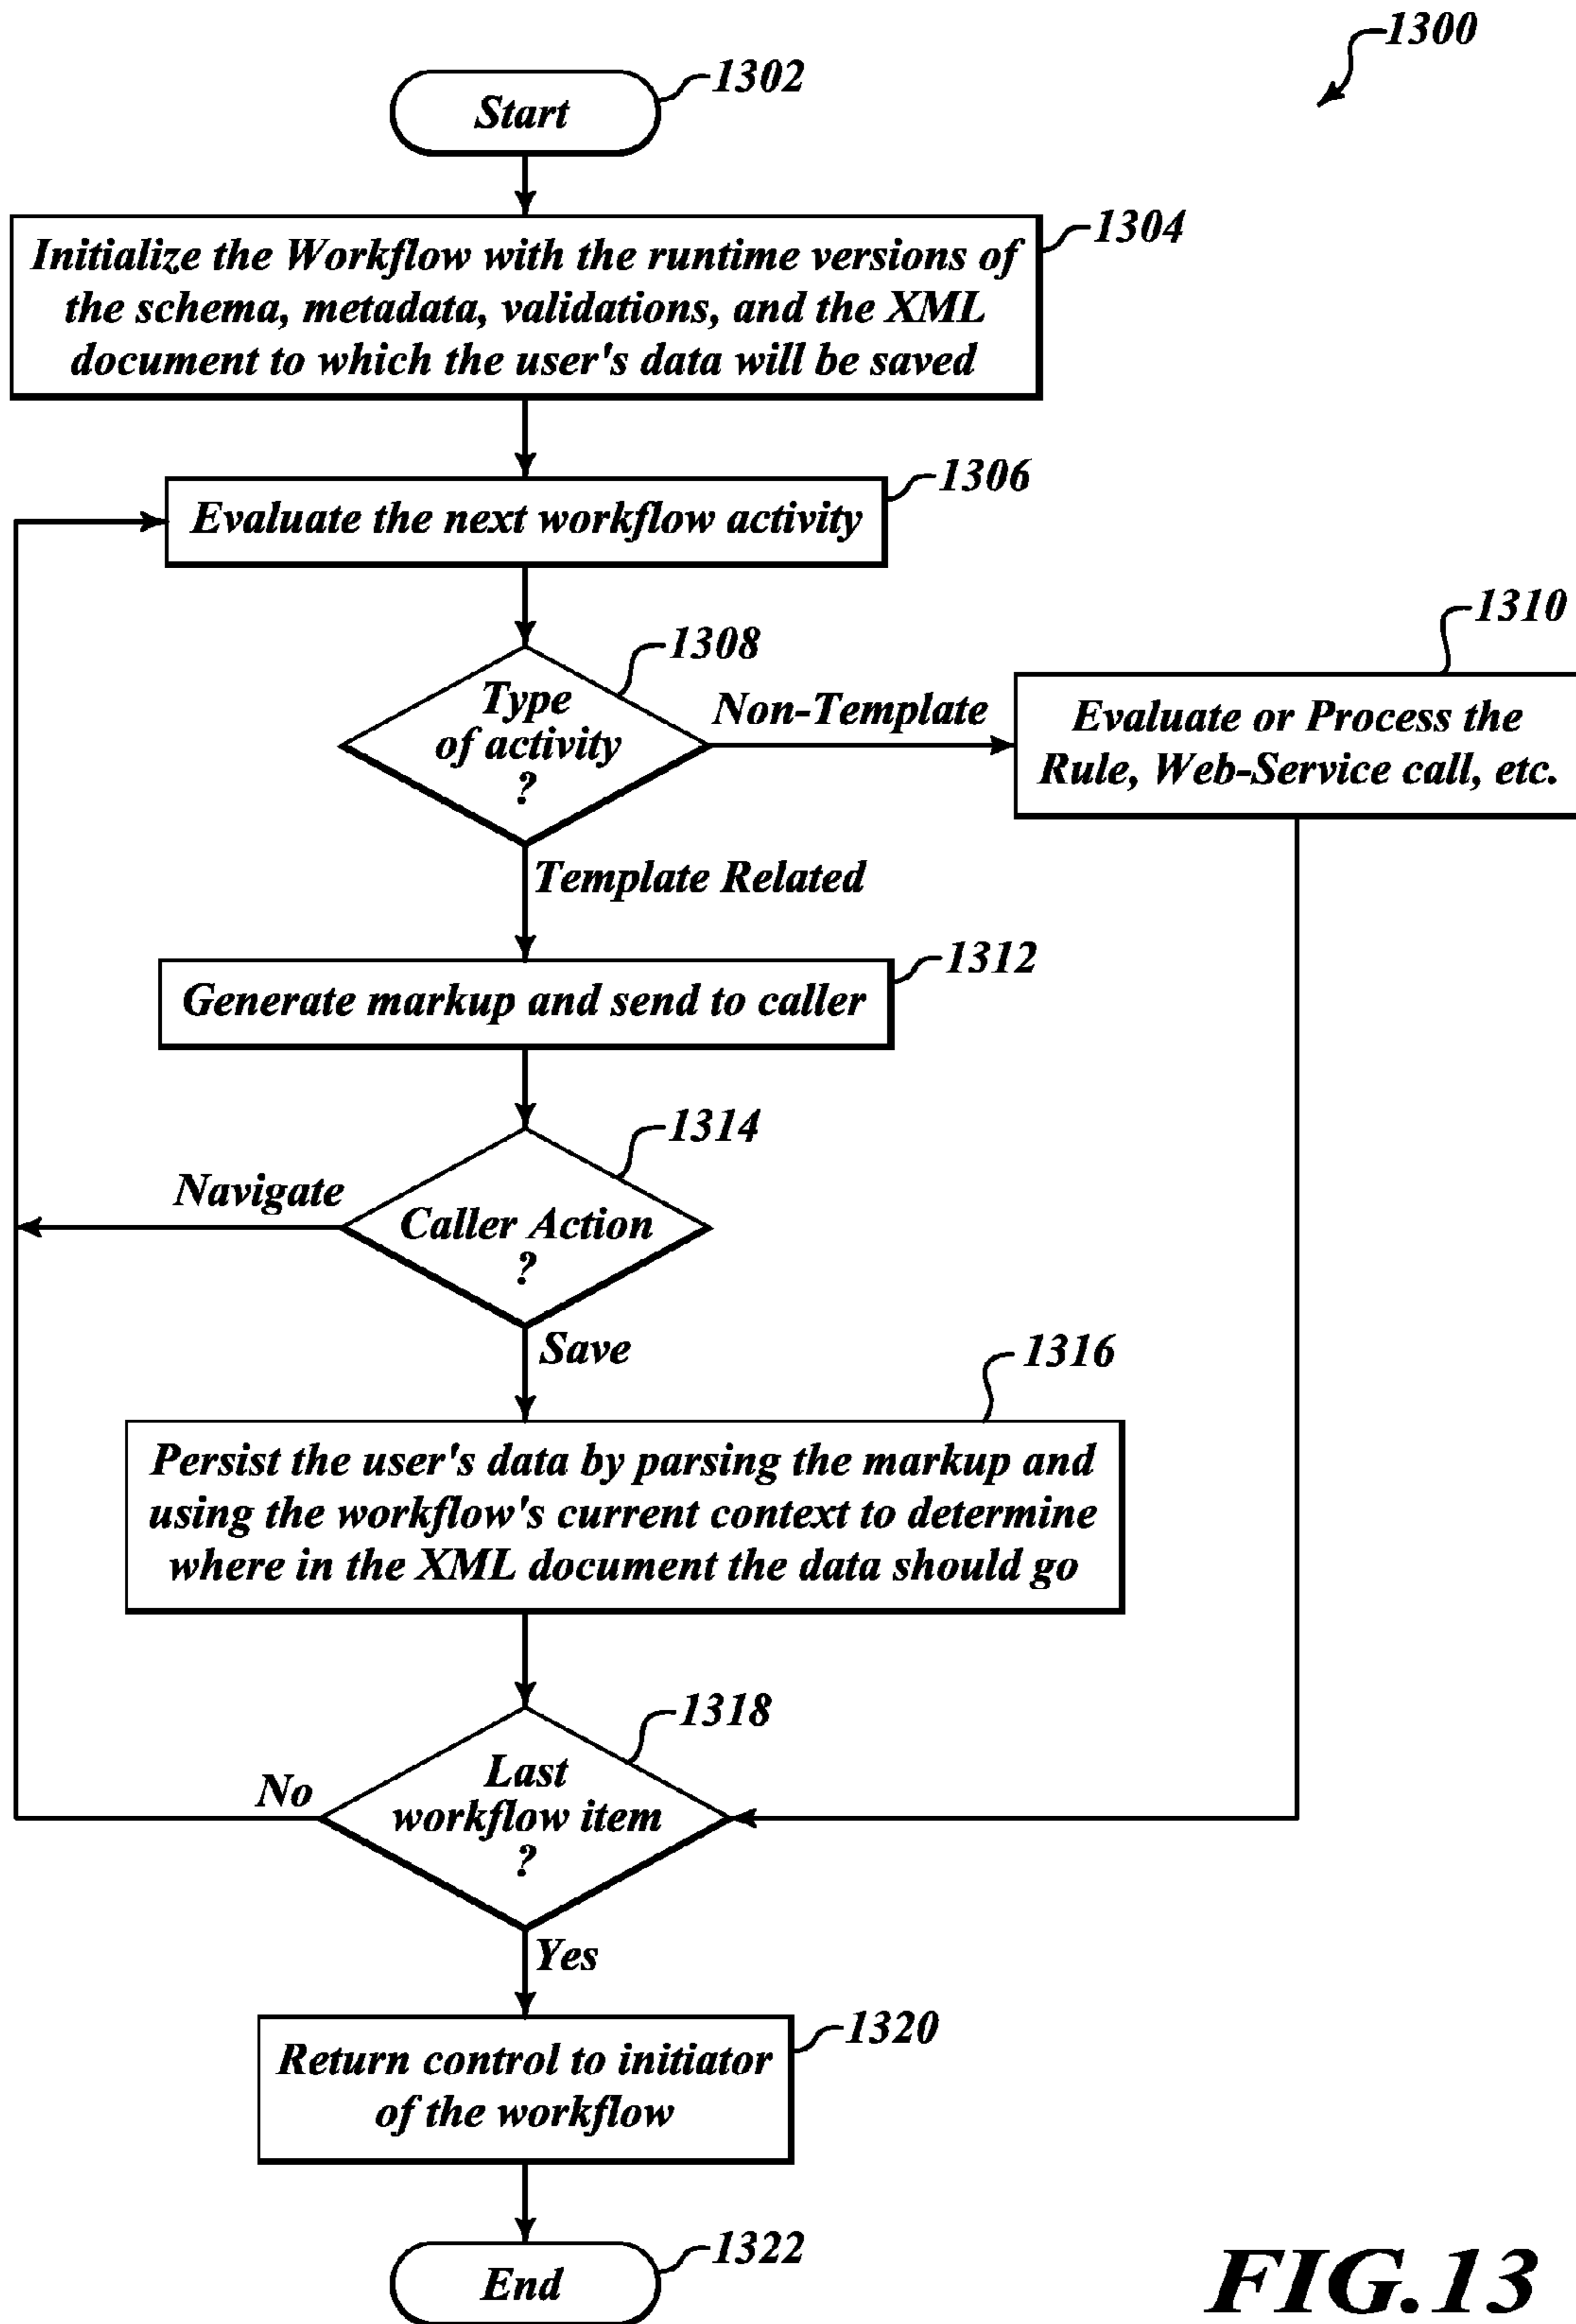 1300
1302
Start
1304
Initialize the Workflow with the runtime versions of
the schema, metadata, validations, and the XML
document to which the user's data will be saved
1306
Evaluate the next workflow activity
1308
Type
of activity
?
Non-Template
1310
Evaluate or Process the
Rule, Web-Service call, etc.
Template Related
1312
Generate markup and send to caller
1314
Caller Action
?
Navigate
Save
1316
Persist the user's data by parsing the markup and
using the workflow's current context to determine
where in the XML document the data should go
1318
Last
workflow item
?
No
Yes
1320
Return control to initiator
of the workflow
1322
End
FIG.13